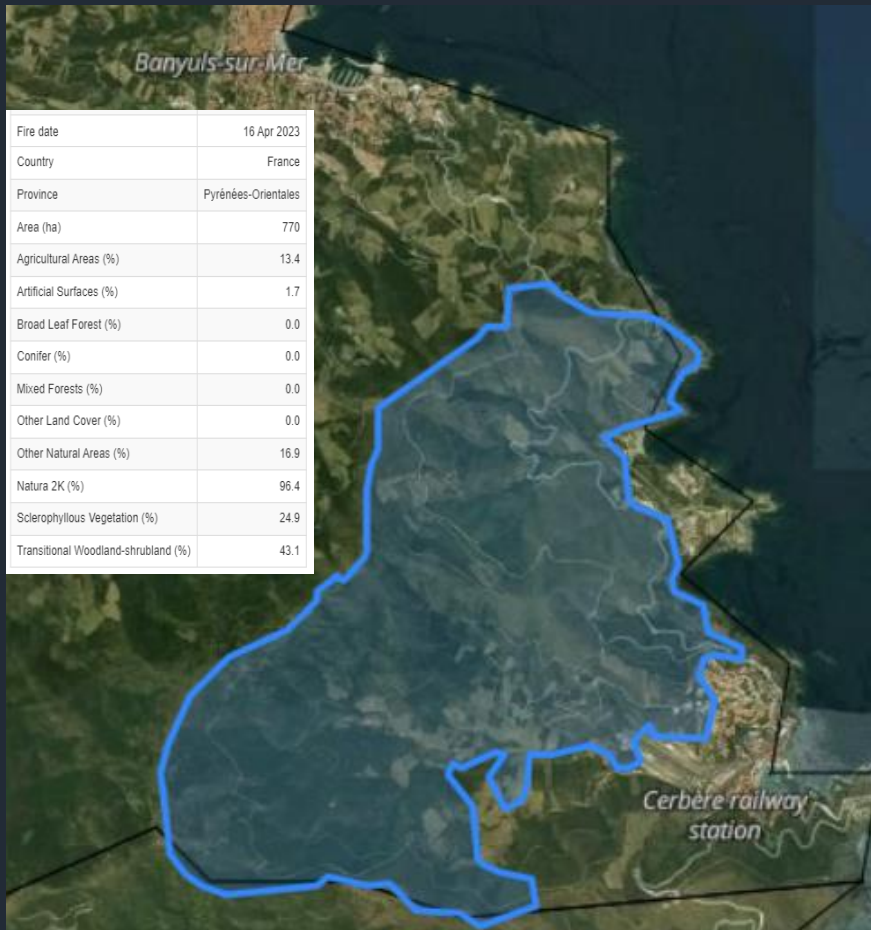 Banyuls-sur-Mer
Fire date 16 Apr 2023
Country France
Province Pyrénées-Orientales
Area (ha) 770
Agricultural Areas (%) 13.4
Artificial Surfaces (%) 1.7
Broad Leaf Forest (%) 0.0
Conifer (%) 0.0
Mixed Forests (%) 0.0
Other Land Cover (%) 0.0
Other Natural Areas (%) 16.9
Natura 2K (%) 96.4
Sclerophyllous Vegetation (%) 24.9
Transitional Woodland-shrubland (%) 43.1
Cerbère railway
station